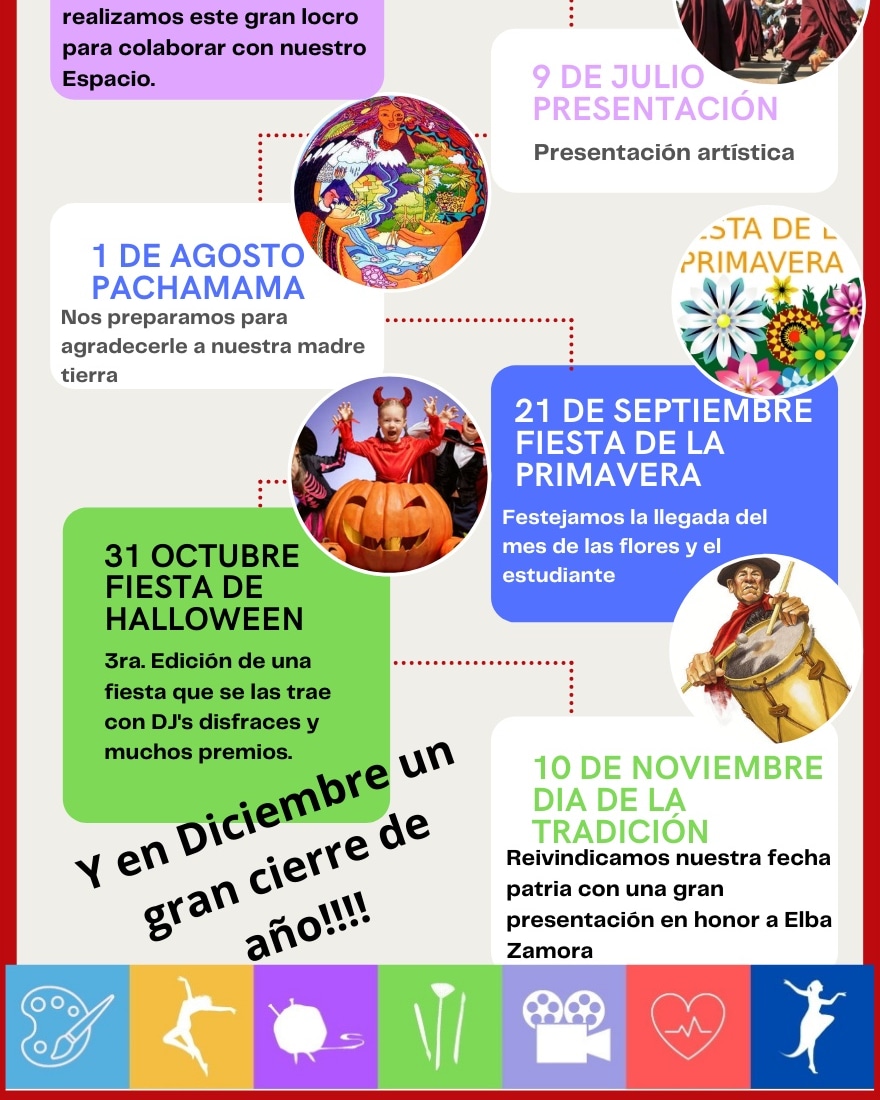 realizamos este gran locro
para colaborar con nuestro
Espacio.
9 DE JULIO
PRESENTACIÓN
Presentación artística
1 DE AGOSTO
PACHAMAMA
Nos preparamos para
agradecerle a nuestra madre
tierra
PRIMAVERA
21 DE SEPTIEMBRE
FIESTA DE LA
PRIMAVERA
Festejamos la llegada del
mes de las flores y el
estudiante
31 OCTUBRE
FIESTA DE
HALLOWEEN
3ra. Edición de una
fiesta que se las trae
con DJ's disfraces y
muchos premios.
10 DE NOVIEMBRE
DIA DE LA
TRADICIÓN
Reivindicamos nuestra fecha
patria con una gran
presentación en honor a Elba
Zamora
Y en Diciembre un
gran cierre de
año!!!!